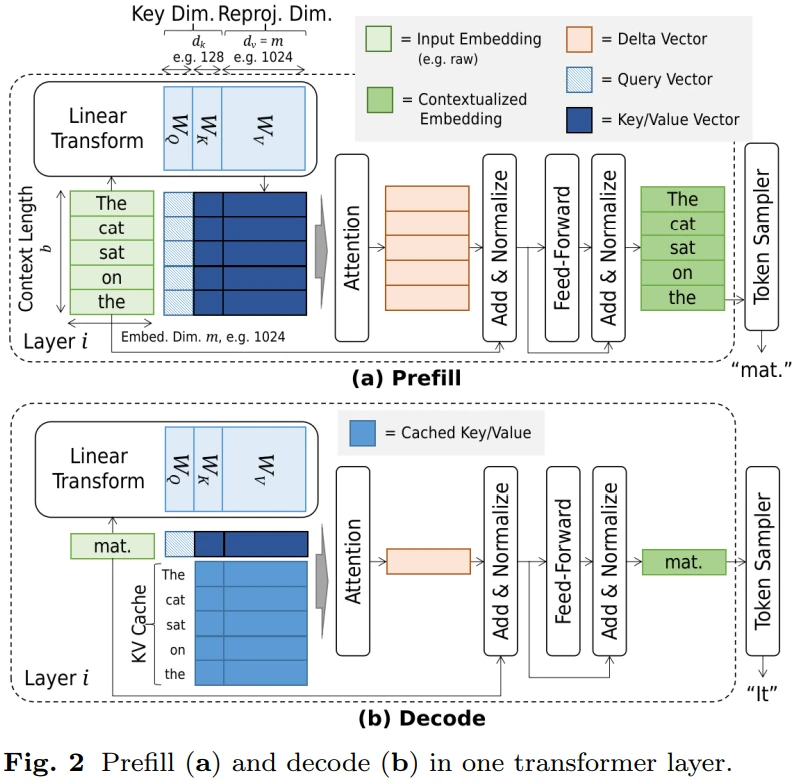 Key Dim. Reproj. Dim.
dₖ dᵥ = m
e.g. 128 e.g. 1024
= Input Embedding
(e.g. raw)
= Contextualized
Embedding
= Delta Vector
= Query Vector
= Key/Value Vector
Linear
Transform
W_Q W_K W_V
Context Length
b
The
cat
sat
on
the
Attention
Add & Normalize
Feed-Forward
Add & Normalize
The
cat
sat
on
the
Token Sampler
Layer i
Embed. Dim. m, e.g. 1024
“mat.”
(a) Prefill
= Cached Key/Value
Linear
Transform
W_Q W_K W_V
mat.
KV Cache
The
cat
sat
on
the
Attention
Add & Normalize
Feed-Forward
Add & Normalize
mat.
Token Sampler
Layer i
“It”
(b) Decode
Fig. 2 Prefill (a) and decode (b) in one transformer layer.